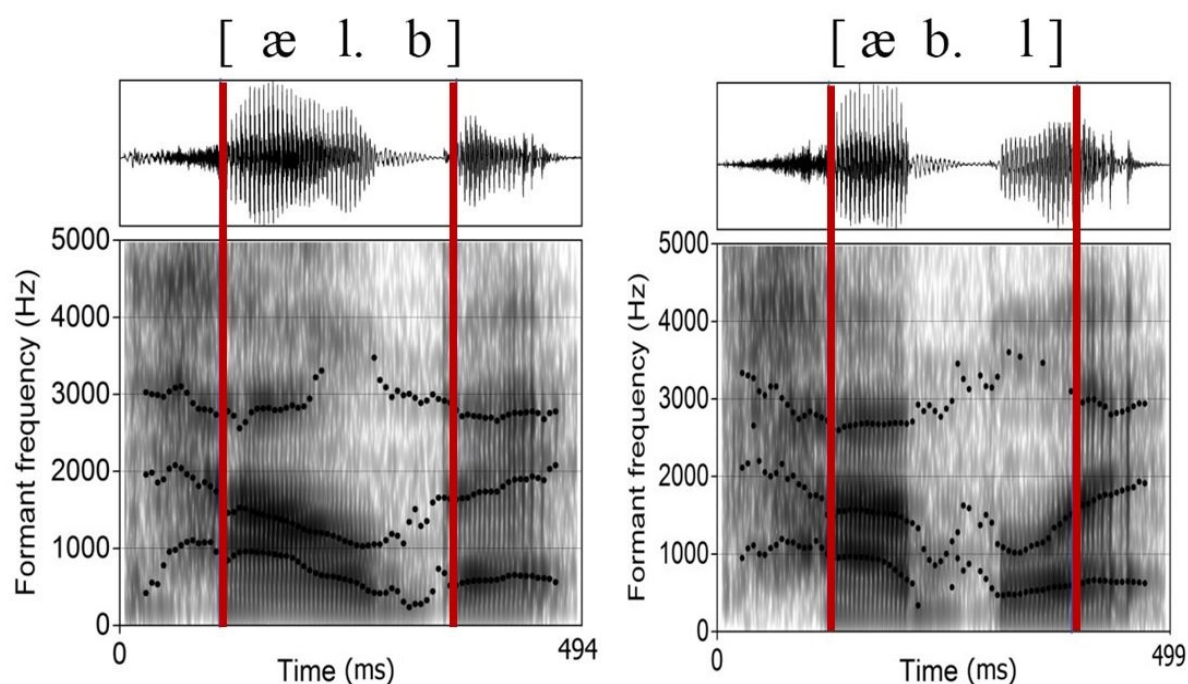 [ æ l. b ]
[ æ b. l ]
5000
4000
3000
2000
1000
0
Formant frequency (Hz)
0
Time (ms)
494
5000
4000
3000
2000
1000
0
Formant frequency (Hz)
0
Time (ms)
499